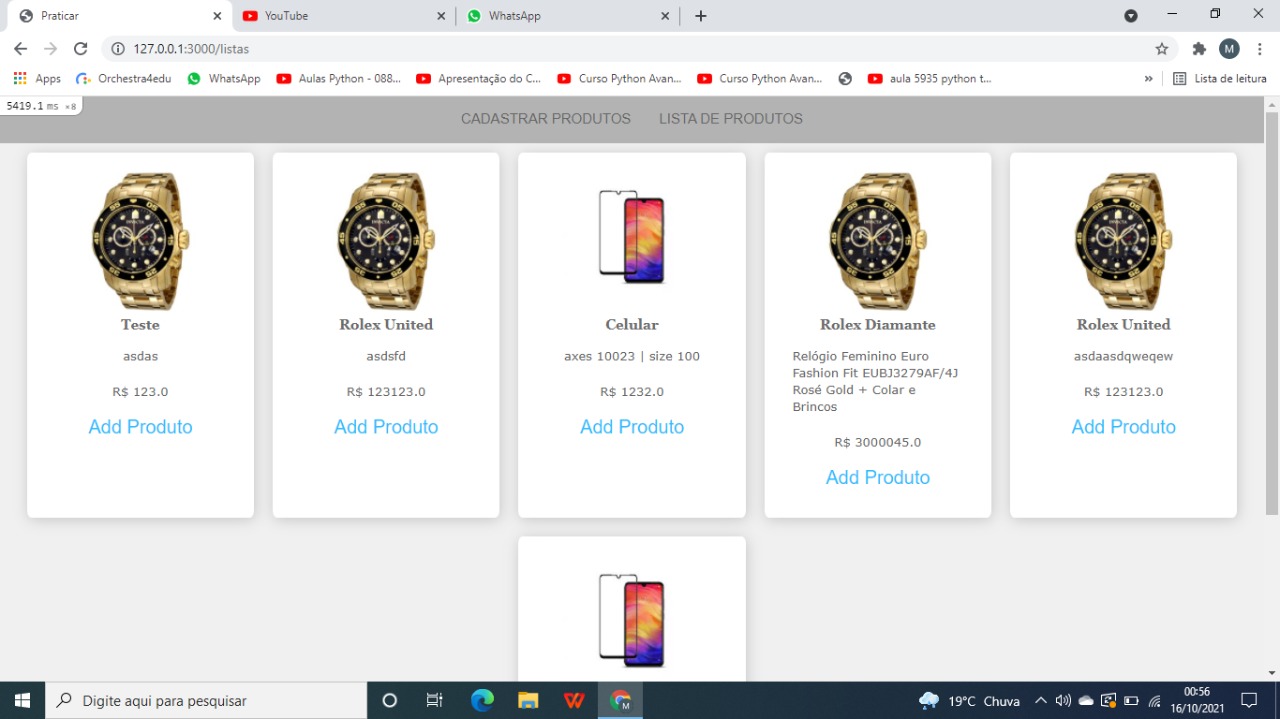 Praticar
YouTube
WhatsApp
127.0.0.1:3000/listas
M
Apps
Orchestra4edu
WhatsApp
Aulas Python - 088...
Apresentação do C...
Curso Python Avan...
Curso Python Avan...
aula 5935 python t...
»
Lista de leitura
5419.1 ms ×8
CADASTRAR PRODUTOS
LISTA DE PRODUTOS
Teste
asdas
R$ 123.0
Add Produto
Rolex United
asdsfd
R$ 123123.0
Add Produto
Celular
axes 10023 | size 100
R$ 1232.0
Add Produto
Rolex Diamante
Relógio Feminino Euro
Fashion Fit EUBJ3279AF/4J
Rosé Gold + Colar e
Brincos
R$ 3000045.0
Add Produto
Rolex United
asdaasdqweqew
R$ 123123.0
Add Produto
Digite aqui para pesquisar
19°C Chuva
00:56
16/10/2021